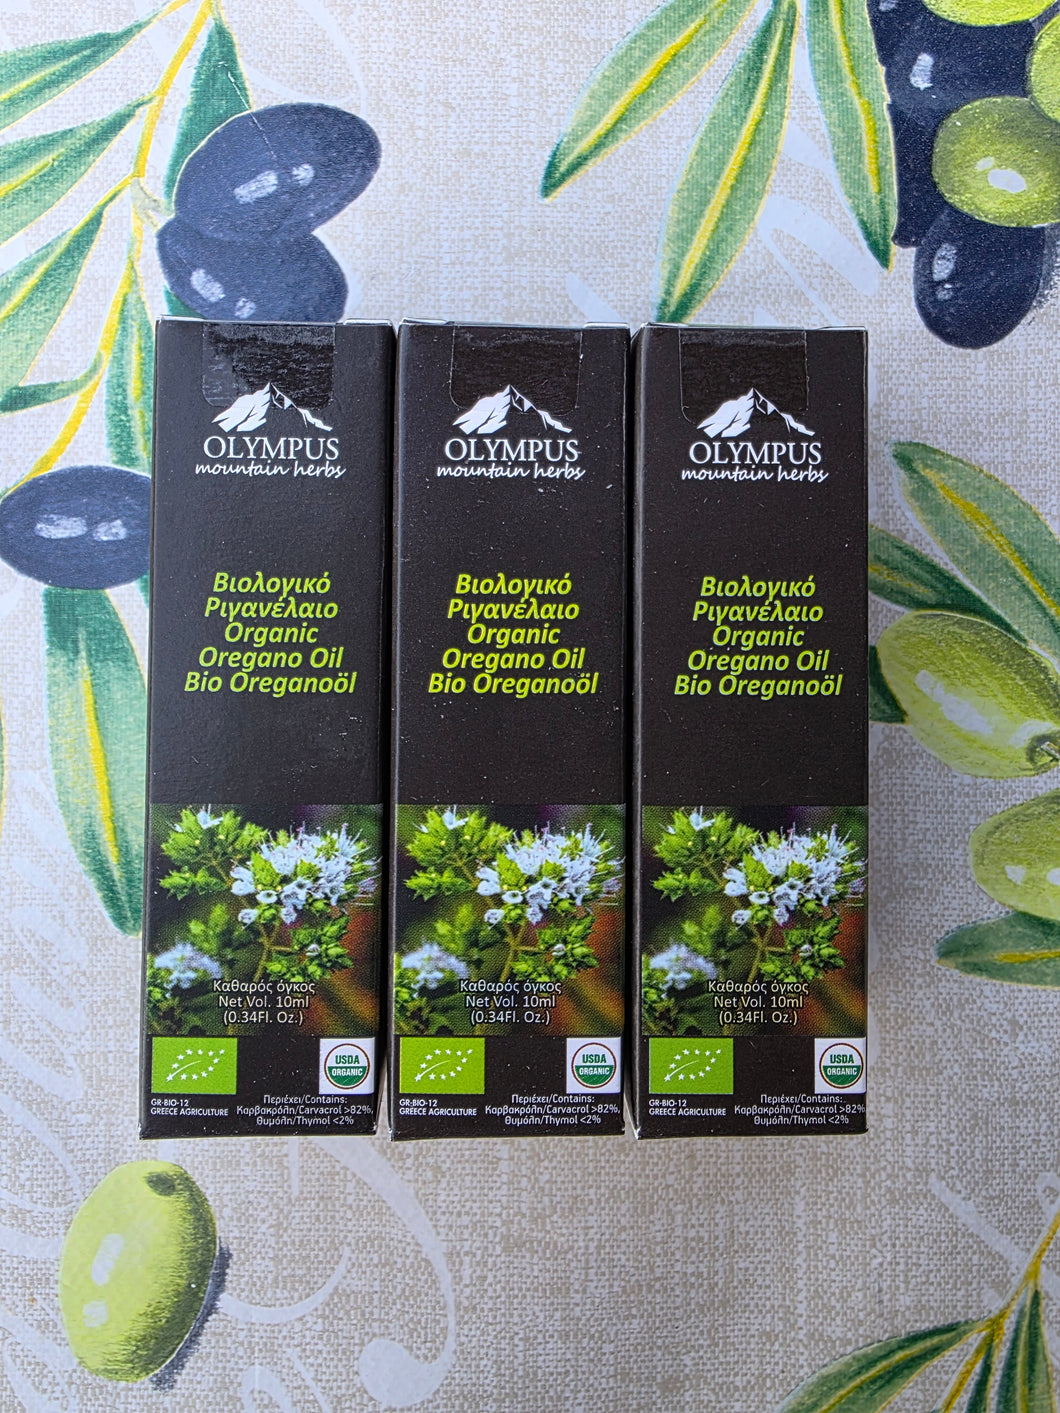 OLYMPUS
mountain herbs
Βιολογικό
Ριγανέλαιο
Organic
Oregano Oil
Bio Oreganoöl
Καθαρός όγκος
Net Vol. 10ml
(0.34Fl. Oz.)
USDA
ORGANIC
GR-BIO-12
GREECE AGRICULTURE
Περιέχει/Contains:
Καρβακρόλη/Carvacrol >82%,
Θυμόλη/Thymol <2%
OLYMPUS
mountain herbs
Βιολογικό
Ριγανέλαιο
Organic
Oregano Oil
Bio Oreganoöl
Καθαρός όγκος
Net Vol. 10ml
(0.34Fl. Oz.)
USDA
ORGANIC
GR-BIO-12
GREECE AGRICULTURE
Περιέχει/Contains:
Καρβακρόλη/Carvacrol >82%,
Θυμόλη/Thymol <2%
OLYMPUS
mountain herbs
Βιολογικό
Ριγανέλαιο
Organic
Oregano Oil
Bio Oreganoöl
Καθαρός όγκος
Net Vol. 10ml
(0.34Fl. Oz.)
USDA
ORGANIC
GR-BIO-12
GREECE AGRICULTURE
Περιέχει/Contains:
Καρβακρόλη/Carvacrol >82%
Θυμόλη/Thymol <2%